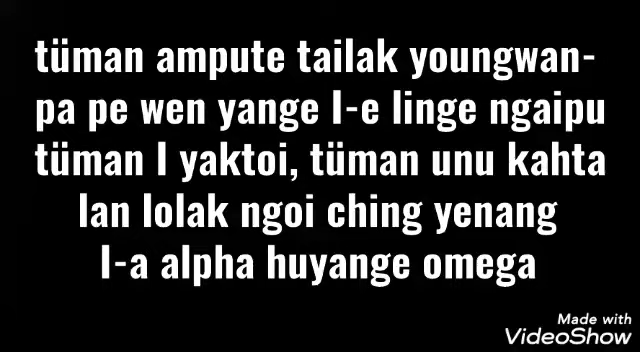 tüman ampute tailak youngwan-
pa pe wen yange I-e linge ngaipu
tüman I yaktoi, tüman unu kahta
lan lolak ngoi ching yenang
I-a alpha huyange omega
Made with
VideoShow